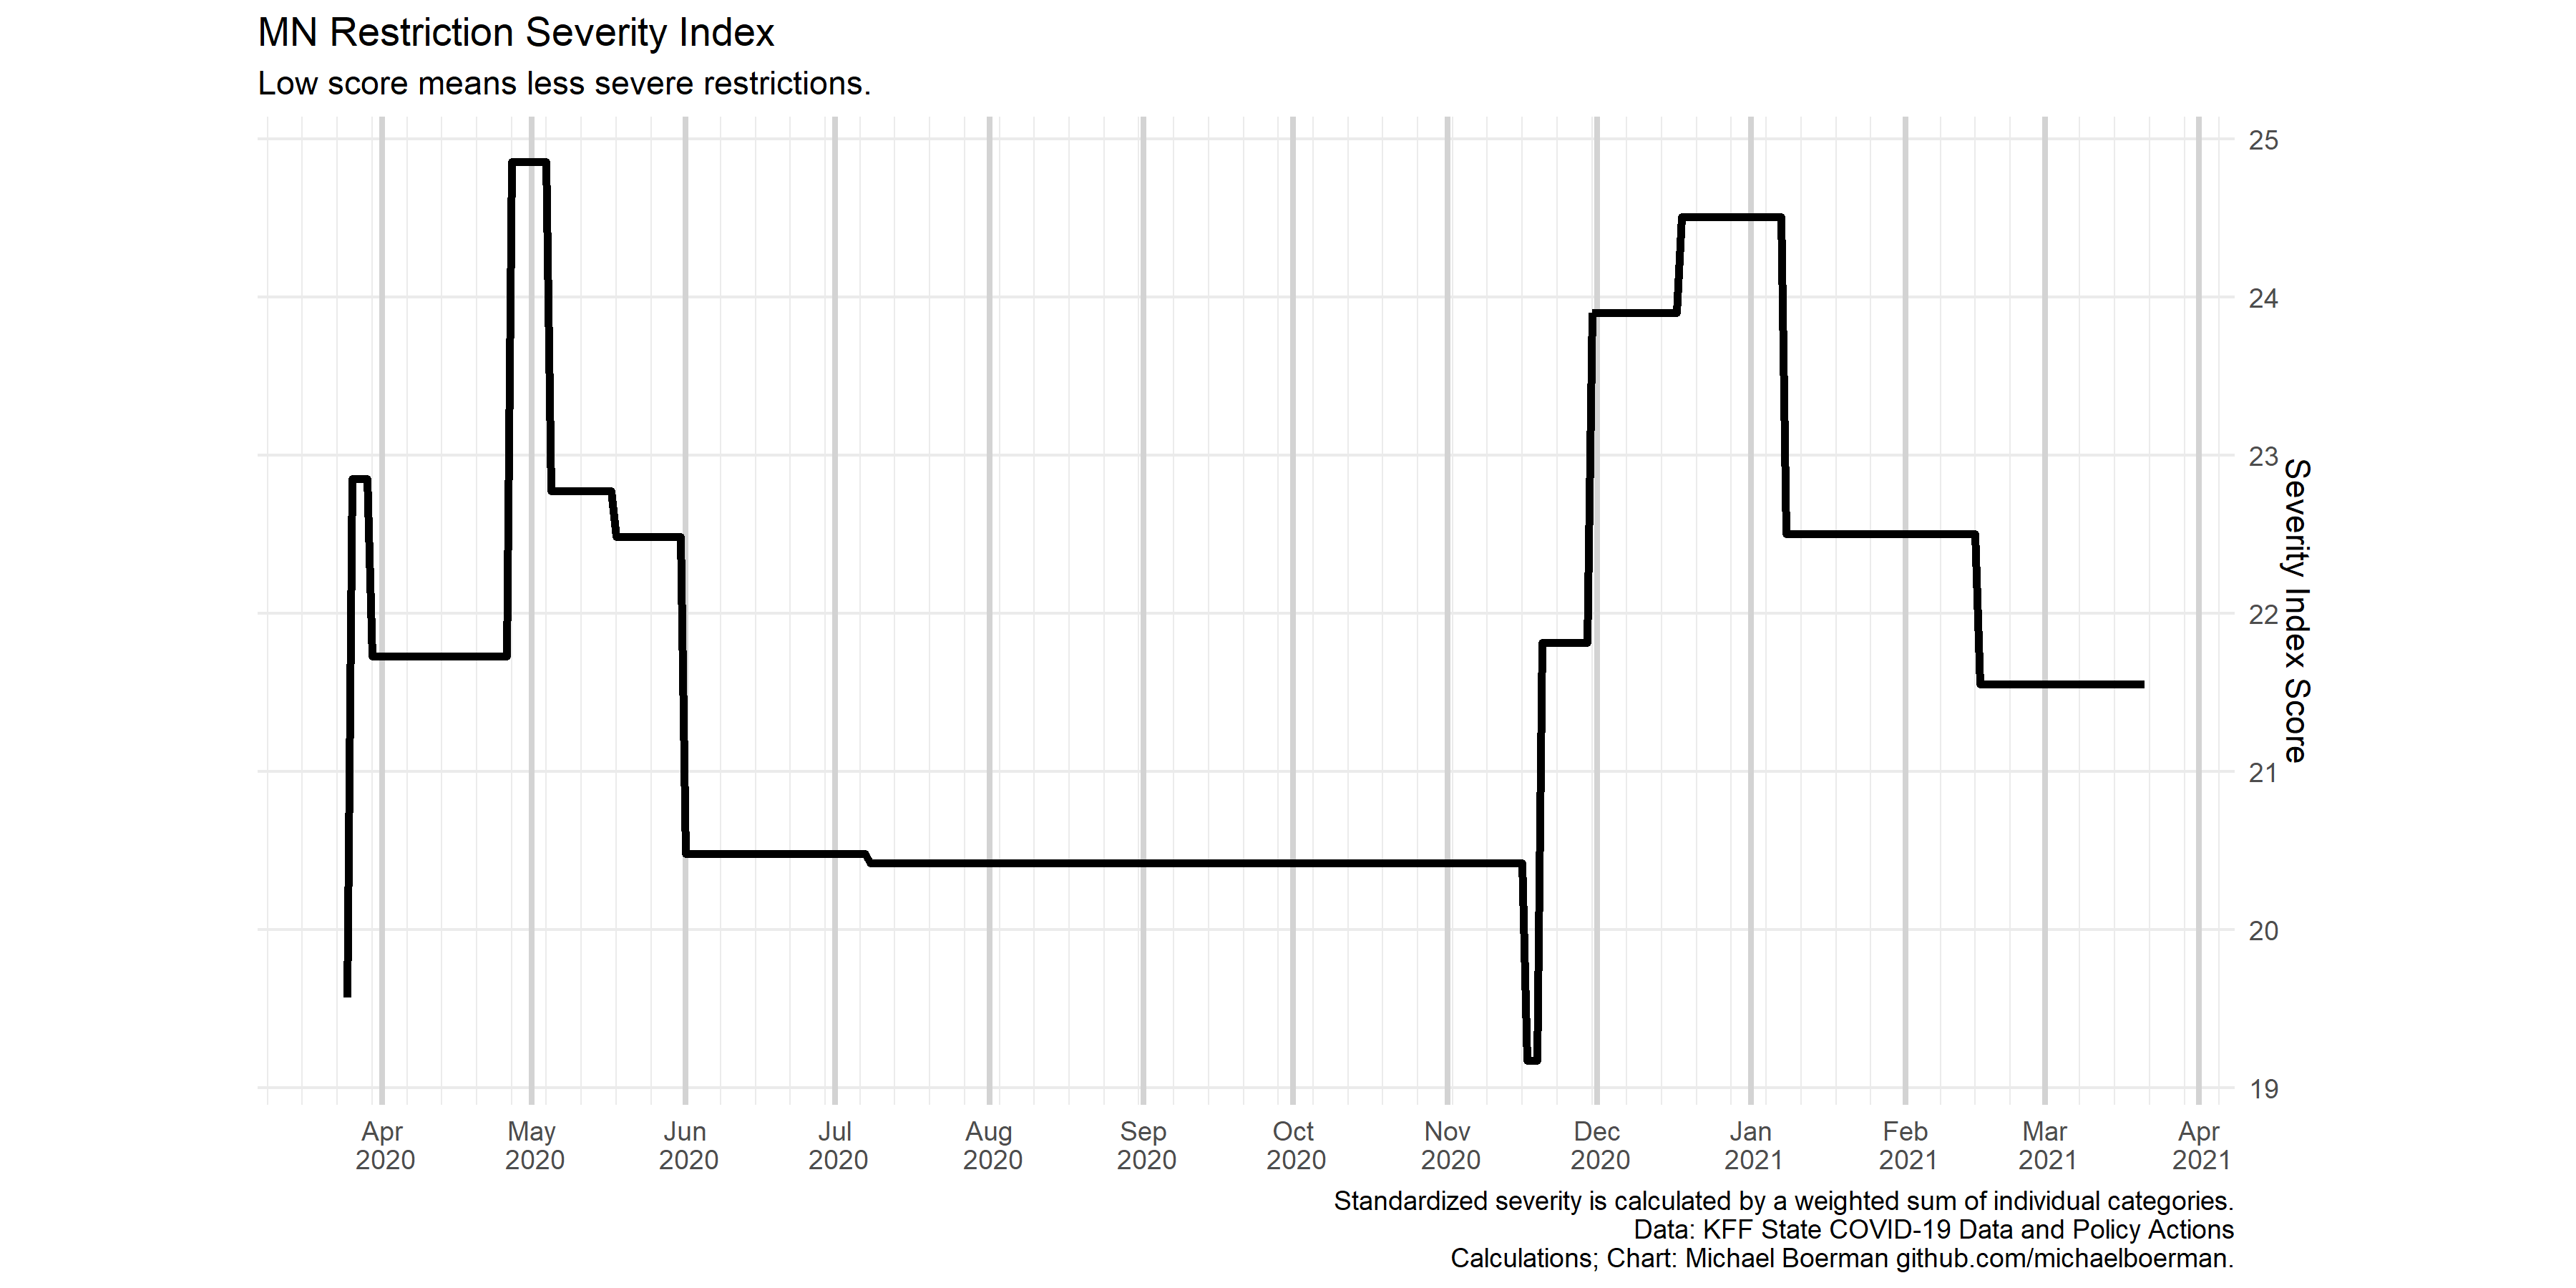 MN Restriction Severity Index
Low score means less severe restrictions.
25
24
23
22
21
20
19
Severity Index Score
Apr May Jun Jul Aug Sep Oct Nov Dec Jan Feb Mar Apr
2020 2020 2020 2020 2020 2020 2020 2020 2020 2021 2021 2021 2021
Standardized severity is calculated by a weighted sum of individual categories.
Data: KFF State COVID-19 Data and Policy Actions
Calculations; Chart: Michael Boerman github.com/michaelboerman.